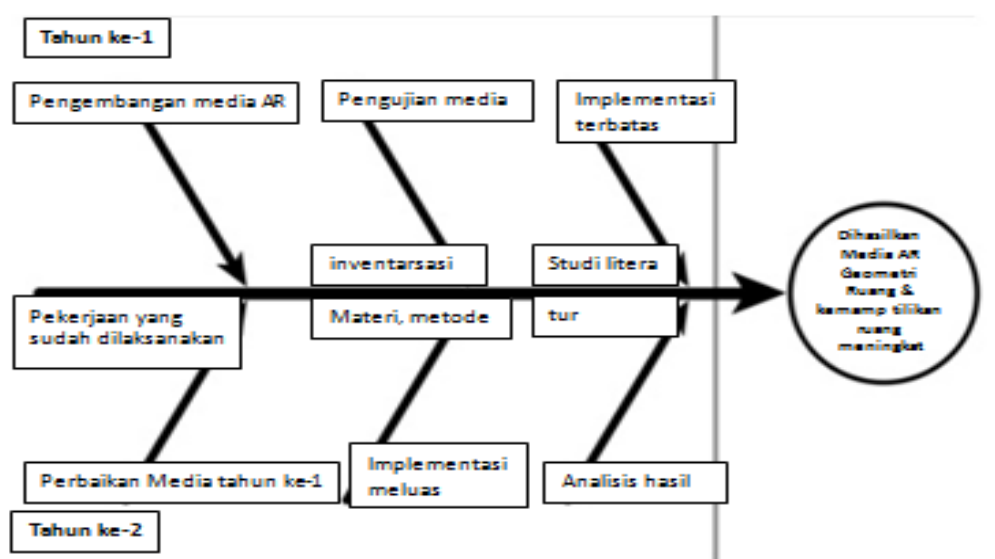 Tahun ke-1
Pengembangan media AR
Pengujian media
Implementasi
terbatas
inventarsasi
Studi litera
Pekerjaan yang
sudah dilaksanakan
Materi, metode
tur
Dihasilkan
Media AR
Geometri
Ruang &
kemamp tilikan
ruang
meningkat
Perbaikan Media tahun ke-1
Implementasi
meluas
Analisis hasil
Tahun ke-2